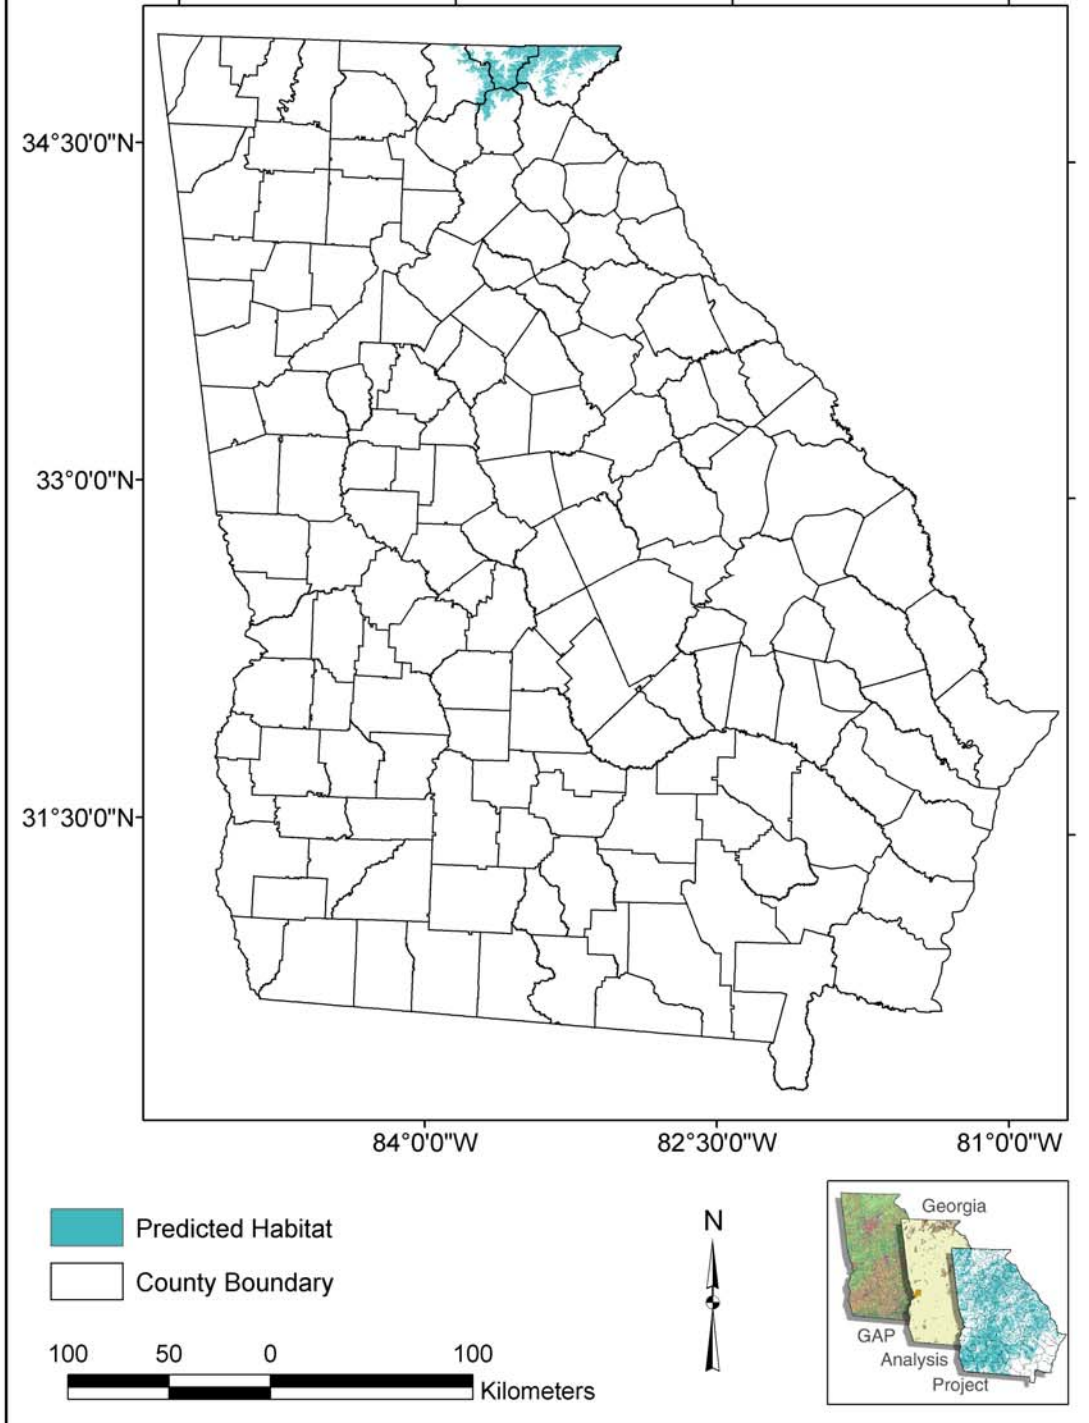 34°30'0"N
33°0'0"N
31°30'0"N
84°0'0"W 82°30'0"W 81°0'0"W
Predicted Habitat
County Boundary
100 50 0 100
Kilometers
N
Georgia
GAP
Analysis
Project